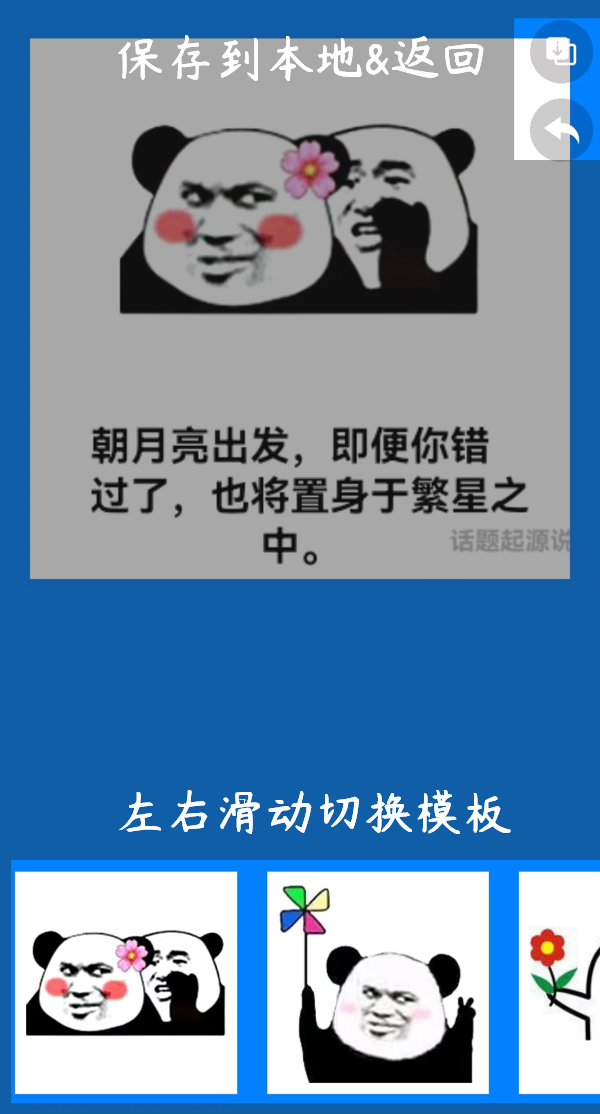 保存到本地&返回
朝月亮出发，即便你错
过了，也将置身于繁星之
中。
话题起源说
左右滑动切换模板